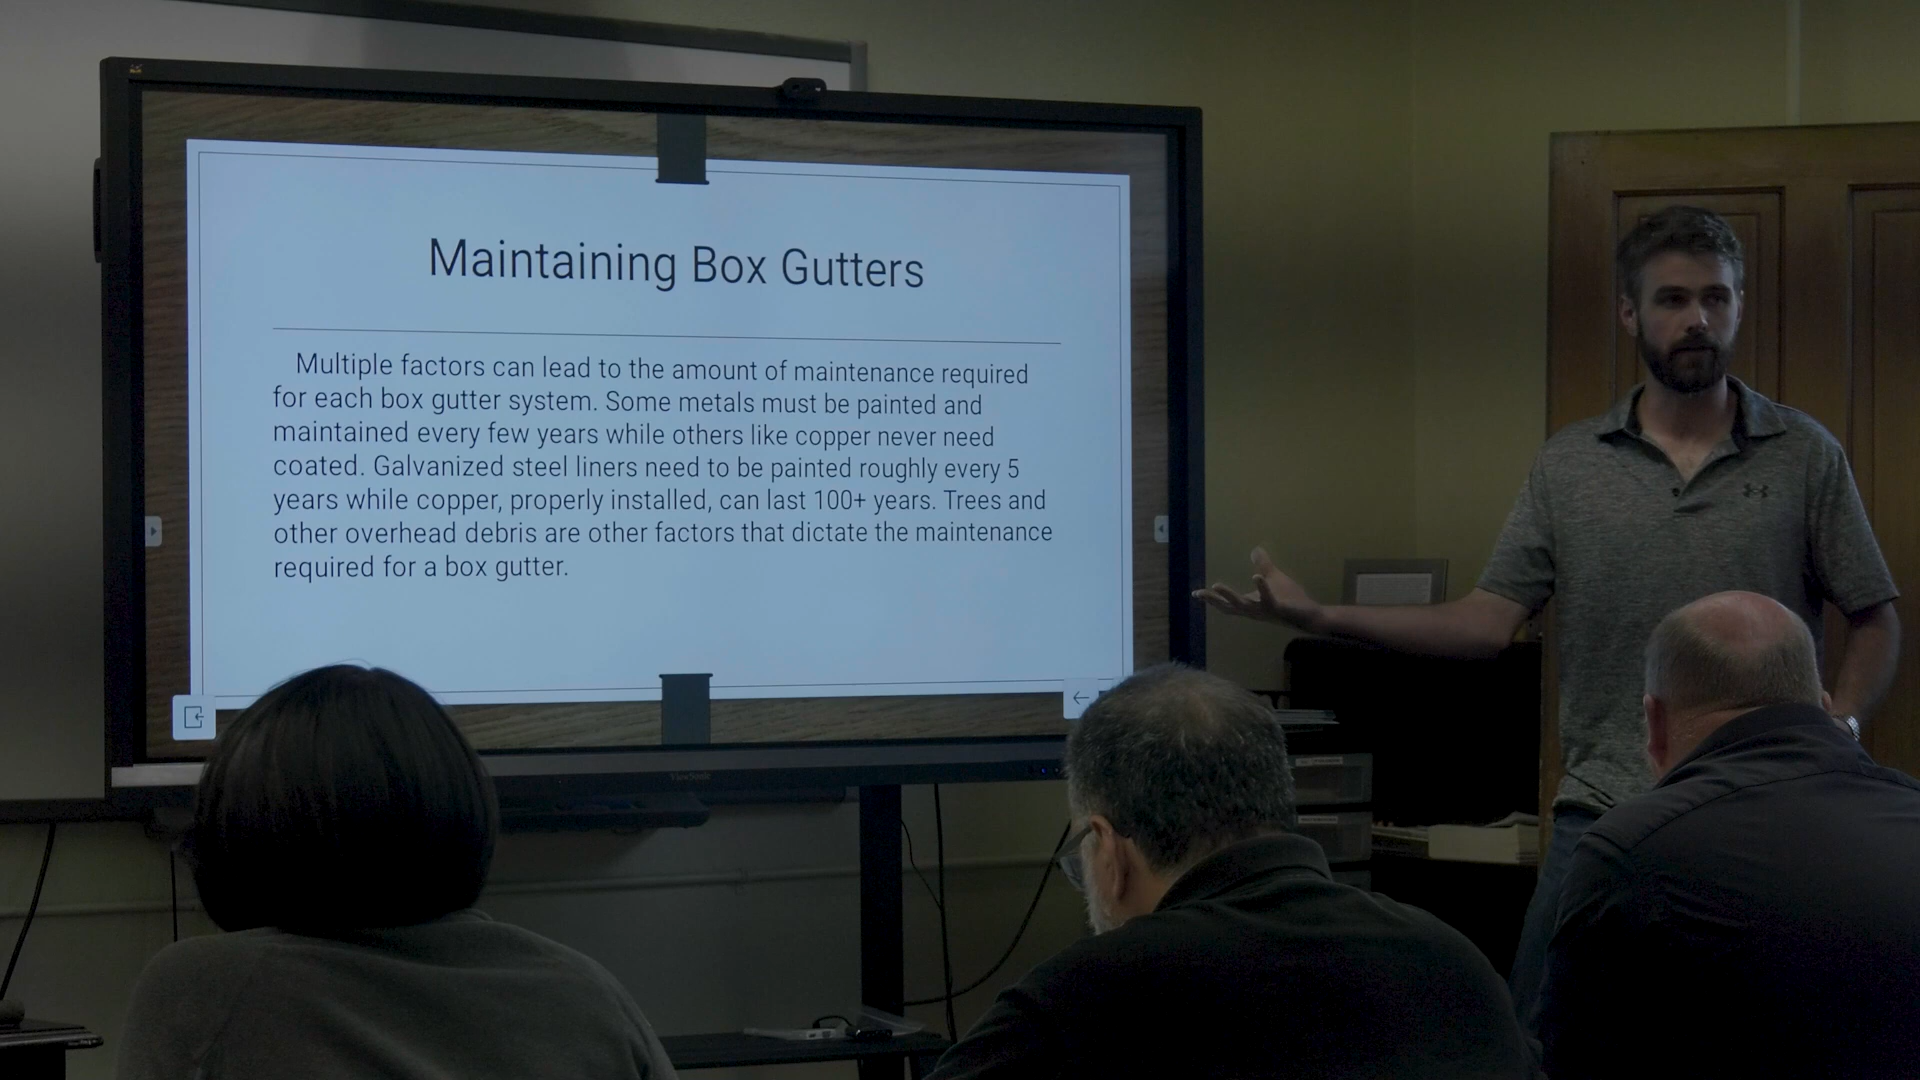 Maintaining Box Gutters
Multiple factors can lead to the amount of maintenance required
for each box gutter system. Some metals must be painted and
maintained every few years while others like copper never need
coated. Galvanized steel liners need to be painted roughly every 5
years while copper, properly installed, can last 100+ years. Trees and
other overhead debris are other factors that dictate the maintenance
required for a box gutter.
ViewSonic